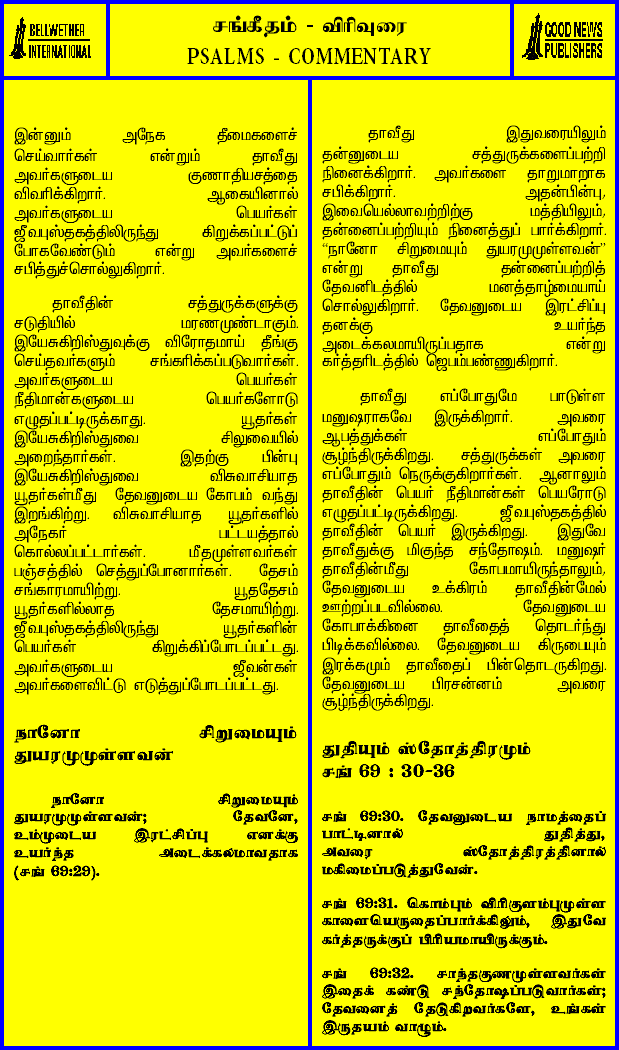 BELLWETHER
INTERNATIONAL
சங்கீதம் - விரிவுரை
PSALMS - COMMENTARY
GOOD NEWS
PUBLISHERS
இன்னும் அநேக தீமைகளைச்
செய்வார்கள் என்றும் தாவீது
அவர்களுடைய குணாதியசத்தை
விவரிக்கிறார். ஆகையினால்
அவர்களுடைய பெயர்கள்
ஜீவபுஸ்தகத்திலிருந்து கிறுக்கப்பட்டுப்
போகவேண்டும் என்று அவர்களைச்
சபித்துச்சொல்லுகிறார்.
தாவீதின் சத்துருக்களுக்கு
சடுதியில் மரணமுண்டாகும்.
இயேசுகிறிஸ்துவுக்கு விரோதமாய் தீங்கு
செய்தவர்களும் சங்கரிக்கப்படுவார்கள்.
அவர்களுடைய பெயர்கள்
நீதிமான்களுடைய பெயர்களோடு
எழுதப்பட்டிருக்காது. யூதர்கள்
இயேசுகிறிஸ்துவை சிலுவையில்
அறைந்தார்கள். இதற்கு பின்பு
இயேசுகிறிஸ்துவை விசுவாசியாத
யூதர்கள்மீது தேவனுடைய கோபம் வந்து
இறங்கிற்று. விசுவாசியாத யூதர்களில்
அநேகர் பட்டயத்தால்
கொல்லப்பட்டார்கள். மீதமுள்ளவர்கள்
பஞ்சத்தில் செத்துப்போனார்கள். தேசம்
சங்காரமாயிற்று. யூததேசம்
யூதர்களில்லாத தேசமாயிற்று.
ஜீவபுஸ்தகத்திலிருந்து யூதர்களின்
பெயர்கள் கிறுக்கிப்போடப்பட்டது.
அவர்களுடைய ஜீவன்கள்
அவர்களைவிட்டு எடுத்துப்போடப்பட்டது.
நானோ சிறுமையும்
துயரமுமுள்ளவன்
நானோ சிறுமையும்
துயரமுமுள்ளவன்; தேவனே,
உம்முடைய இரட்சிப்பு எனக்கு
உயர்ந்த அடைக்கலமாவதாக
(சங் 69:29).
தாவீது இதுவரையிலும்
தன்னுடைய சத்துருக்களைப்பற்றி
நினைக்கிறார். அவர்களை தாறுமாறாக
சபிக்கிறார். அதன்பின்பு,
இவையெல்லாவற்றிற்கு மத்தியிலும்,
தன்னைப்பற்றியும் நினைத்துப் பார்க்கிறார்.
“நானோ சிறுமையும் துயரமுமுள்ளவன்”
என்று தாவீது தன்னைப்பற்றித்
தேவனிடத்தில் மனத்தாழ்மையாய்
சொல்லுகிறார். தேவனுடைய இரட்சிப்பு
தனக்கு உயர்ந்த
அடைக்கலமாயிருப்பதாக என்று
கர்த்தரிடத்தில் ஜெபம்பண்ணுகிறார்.
தாவீது எப்போதுமே பாடுள்ள
மனுஷராகவே இருக்கிறார். அவரை
ஆபத்துக்கள் எப்போதும்
சூழ்ந்திருக்கிறது. சத்துருக்கள் அவரை
எப்போதும் நெருக்குகிறார்கள். ஆனாலும்
தாவீதின் பெயர் நீதிமான்கள் பெயரோடு
எழுதப்பட்டிருக்கிறது. ஜீவபுஸ்தகத்தில்
தாவீதின் பெயர் இருக்கிறது. இதுவே
தாவீதுக்கு மிகுந்த சந்தோஷம். மனுஷர்
தாவீதின்மீது கோபமாயிருந்தாலும்,
தேவனுடைய உக்கிரம் தாவீதின்மேல்
ஊற்றப்படவில்லை. தேவனுடைய
கோபாக்கினை தாவீதைத் தொடர்ந்து
பிடிக்கவில்லை. தேவனுடைய கிருபையும்
இரக்கமும் தாவீதைப் பின்தொடருகிறது.
தேவனுடைய பிரசன்னம் அவரை
சூழ்ந்திருக்கிறது.
துதியும் ஸ்தோத்திரமும்
சங் 69 : 30-36
சங் 69:30. தேவனுடைய நாமத்தைப்
பாட்டினால் துதித்து,
அவரை ஸ்தோத்திரத்தினால்
மகிமைப்படுத்துவேன்.
சங் 69:31. கொம்பும் விரிகுளம்புமுள்ள
காளையெருதைப்பார்க்கிலும், இதுவே
கர்த்தருக்குப் பிரியமாயிருக்கும்.
சங் 69:32. சாந்தகுணமுள்ளவர்கள்
இதைக் கண்டு சந்தோஷப்படுவார்கள்;
தேவனைத் தேடுகிறவர்களே, உங்கள்
இருதயம் வாழும்.